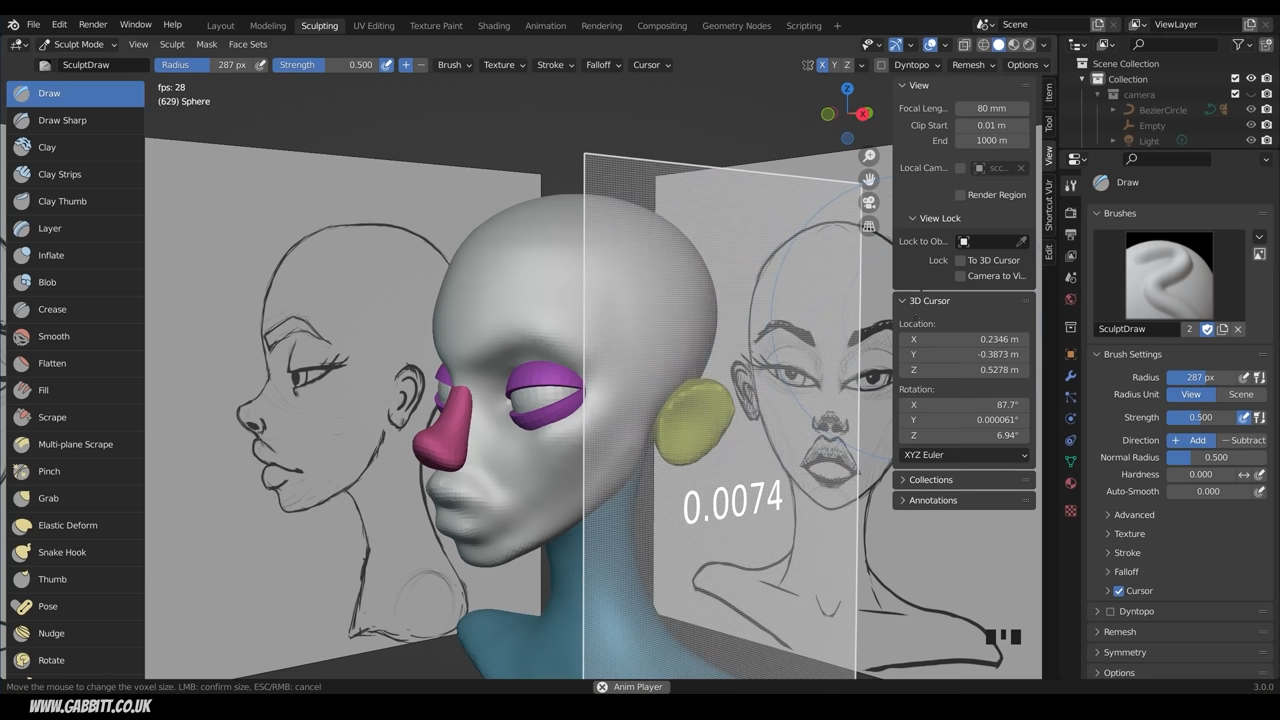 File Edit Render Window Help Layout Modeling Sculpting UV Editing Texture Paint Shading Animation Rendering Compositing Geometry Nodes Scripting + Scene ViewLayer
Sculpt Mode View Sculpt Mask Face Sets
SculptDraw Radius 287 px Strength 0.500 + − Brush Texture Stroke Falloff Cursor X Y Z Dyntopo Remesh Options
Draw
Draw Sharp
Clay
Clay Strips
Clay Thumb
Layer
Inflate
Blob
Crease
Smooth
Flatten
Fill
Scrape
Multi-plane Scrape
Pinch
Grab
Elastic Deform
Snake Hook
Thumb
Pose
Nudge
Rotate
fps: 28
(629) Sphere
Z
X
0.0074
View
Focal Leng... 80 mm
Clip Start 0.01 m
End 1000 m
Local Cam...
Render Region
View Lock
Lock to Ob...
Lock To 3D Cursor
Camera to Vi...
3D Cursor
Location:
X 0.2346 m
Y -0.3873 m
Z 0.5278 m
Rotation:
X 87.7°
Y 0.000061°
Z 6.94°
XYZ Euler
Collections
Annotations
Item
Tool
View
Shortcut VUr
Edit
Scene Collection
Collection
camera
BezierCircle
Empty
Light
Draw
Brushes
SculptDraw 2
Brush Settings
Radius 287 px
Radius Unit View Scene
Strength 0.500
Direction + Add − Subtract
Normal Radius 0.500
Hardness 0.000
Auto-Smooth 0.000
Advanced
Texture
Stroke
Falloff
Cursor
Dyntopo
Remesh
Symmetry
Options
Move the mouse to change the voxel size. LMB: confirm size, ESC/RMB: cancel
Anim Player
3.0.0
WWW.GABBITT.CO.UK